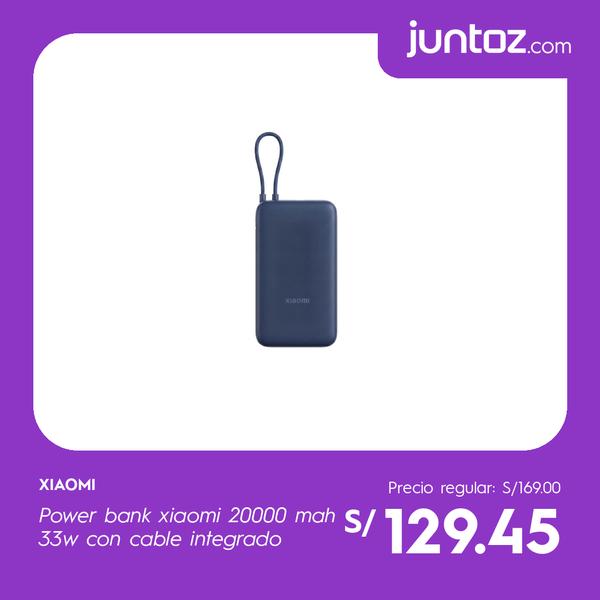 juntoz.com
XIAOMI
XIAOMI
Precio regular: S/169.00
Power bank xiaomi 20000 mah
33w con cable integrado
S/129.45